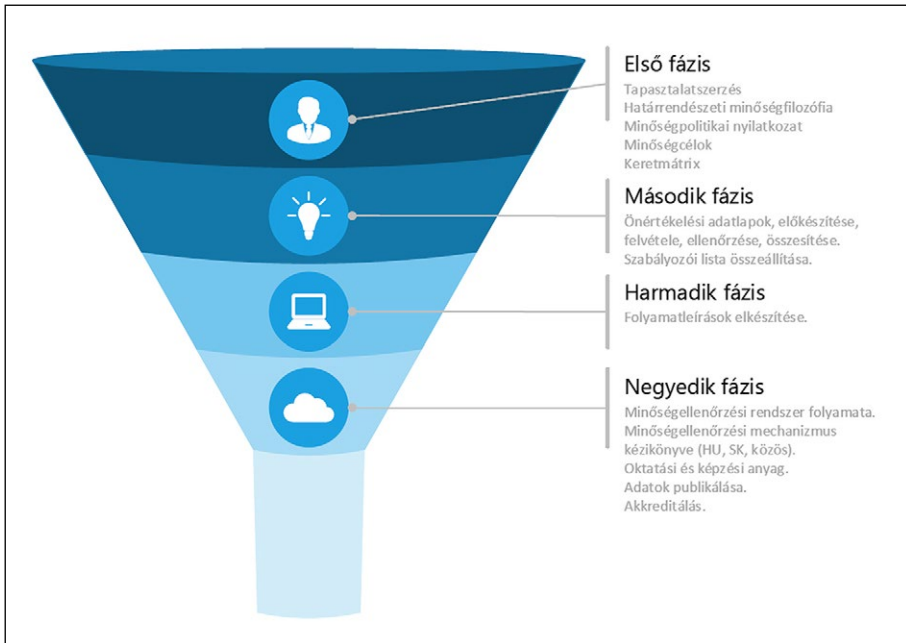 Első fázis
Tapasztalatszerzés
Határrendészeti minőségfilozófia
Minőségpolitikai nyilatkozat
Minőségcélok
Keretmátrix
Második fázis
Önértékelési adatlapok, előkészítése,
felvétele, ellenőrzése, összesítése.
Szabályozói lista összeállítása.
Harmadik fázis
Folyamatleírások elkészítése.
Negyedik fázis
Minőségellenőrzési rendszer folyamata.
Minőségellenőrzési mechanizmus
kézikönyve (HU, SK, közös).
Oktatási és képzési anyag.
Adatok publikálása.
Akkreditálás.